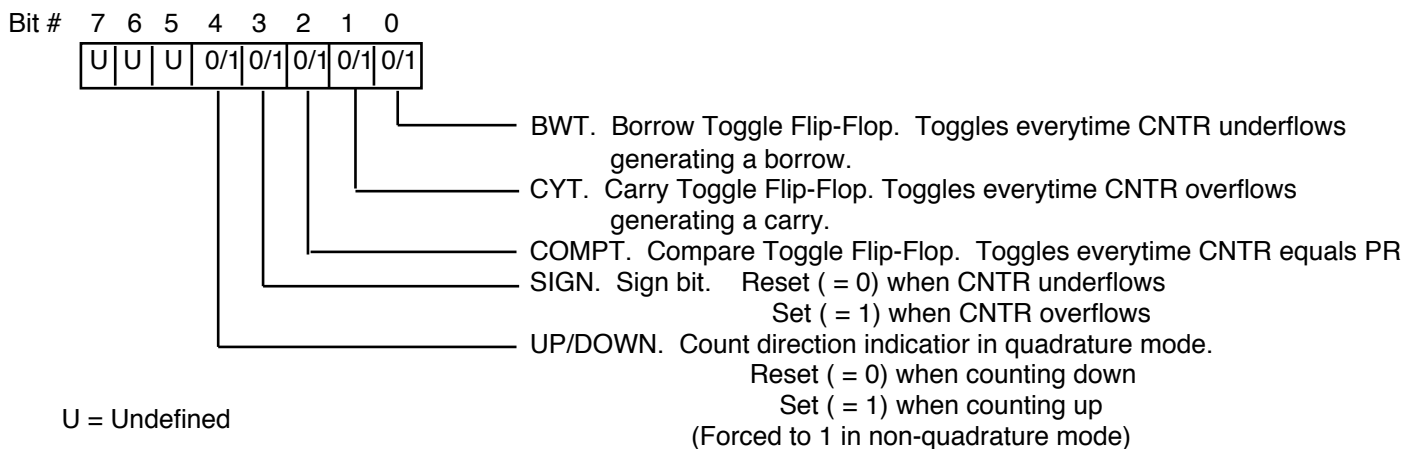 Bit # 7 6 5 4 3 2 1 0
U U U 0/1 0/1 0/1 0/1 0/1
BWT. Borrow Toggle Flip-Flop. Toggles everytime CNTR underflows
generating a borrow.
CYT. Carry Toggle Flip-Flop. Toggles everytime CNTR overflows
generating a carry.
COMPT. Compare Toggle Flip-Flop. Toggles everytime CNTR equals PR
SIGN. Sign bit. Reset ( = 0) when CNTR underflows
Set ( = 1) when CNTR overflows
UP/DOWN. Count direction indicatior in quadrature mode.
Reset ( = 0) when counting down
Set ( = 1) when counting up
U = Undefined
(Forced to 1 in non-quadrature mode)